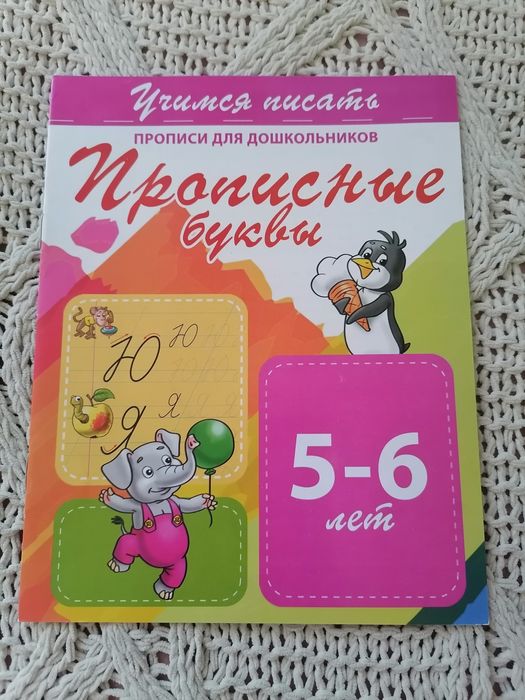 Учимся писать
ПРОПИСИ ДЛЯ ДОШКОЛЬНИКОВ
Прописные
буквы
Ю Ю Ю Ю
Я Я Я Я
5-6
лет